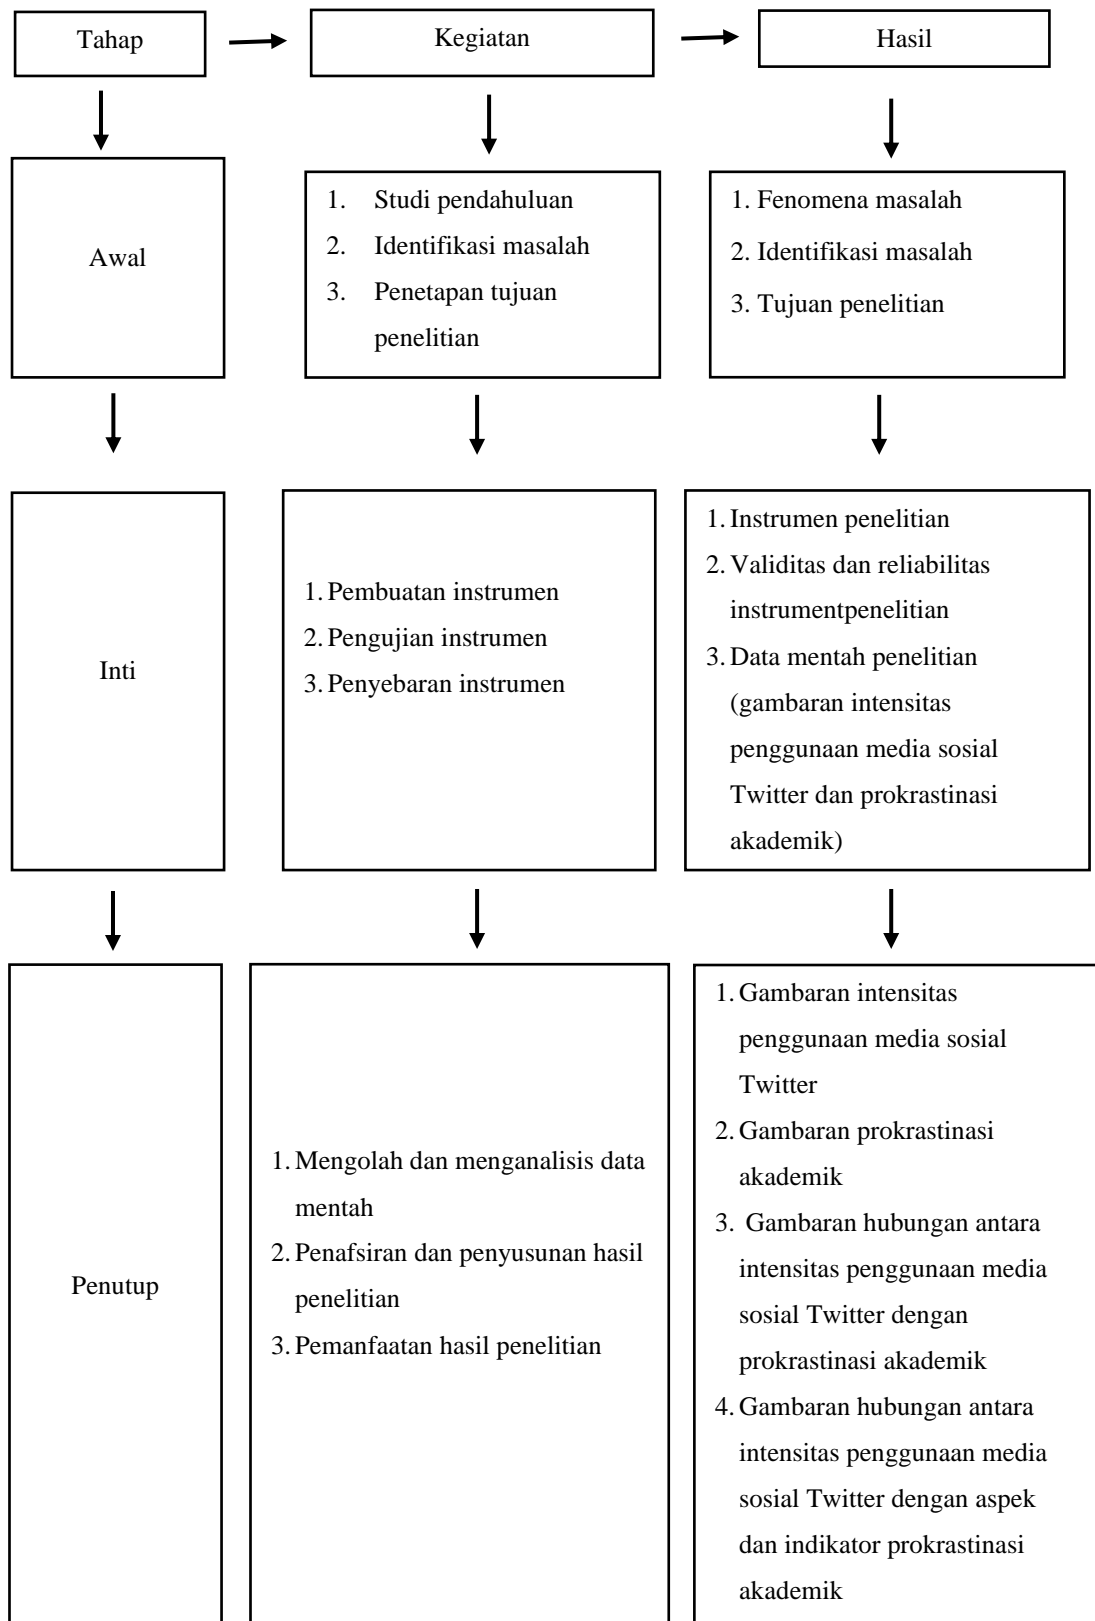 Tahap
Kegiatan
Hasil
Awal
1. Studi pendahuluan
2. Identifikasi masalah
3. Penetapan tujuan
penelitian
1. Fenomena masalah
2. Identifikasi masalah
3. Tujuan penelitian
Inti
1. Pembuatan instrumen
2. Pengujian instrumen
3. Penyebaran instrumen
1. Instrumen penelitian
2. Validitas dan reliabilitas
instrumentpenelitian
3. Data mentah penelitian
(gambaran intensitas
penggunaan media sosial
Twitter dan prokrastinasi
akademik)
Penutup
1. Mengolah dan menganalisis data
mentah
2. Penafsiran dan penyusunan hasil
penelitian
3. Pemanfaatan hasil penelitian
1. Gambaran intensitas
penggunaan media sosial
Twitter
2. Gambaran prokrastinasi
akademik
3. Gambaran hubungan antara
intensitas penggunaan media
sosial Twitter dengan
prokrastinasi akademik
4. Gambaran hubungan antara
intensitas penggunaan media
sosial Twitter dengan aspek
dan indikator prokrastinasi
akademik